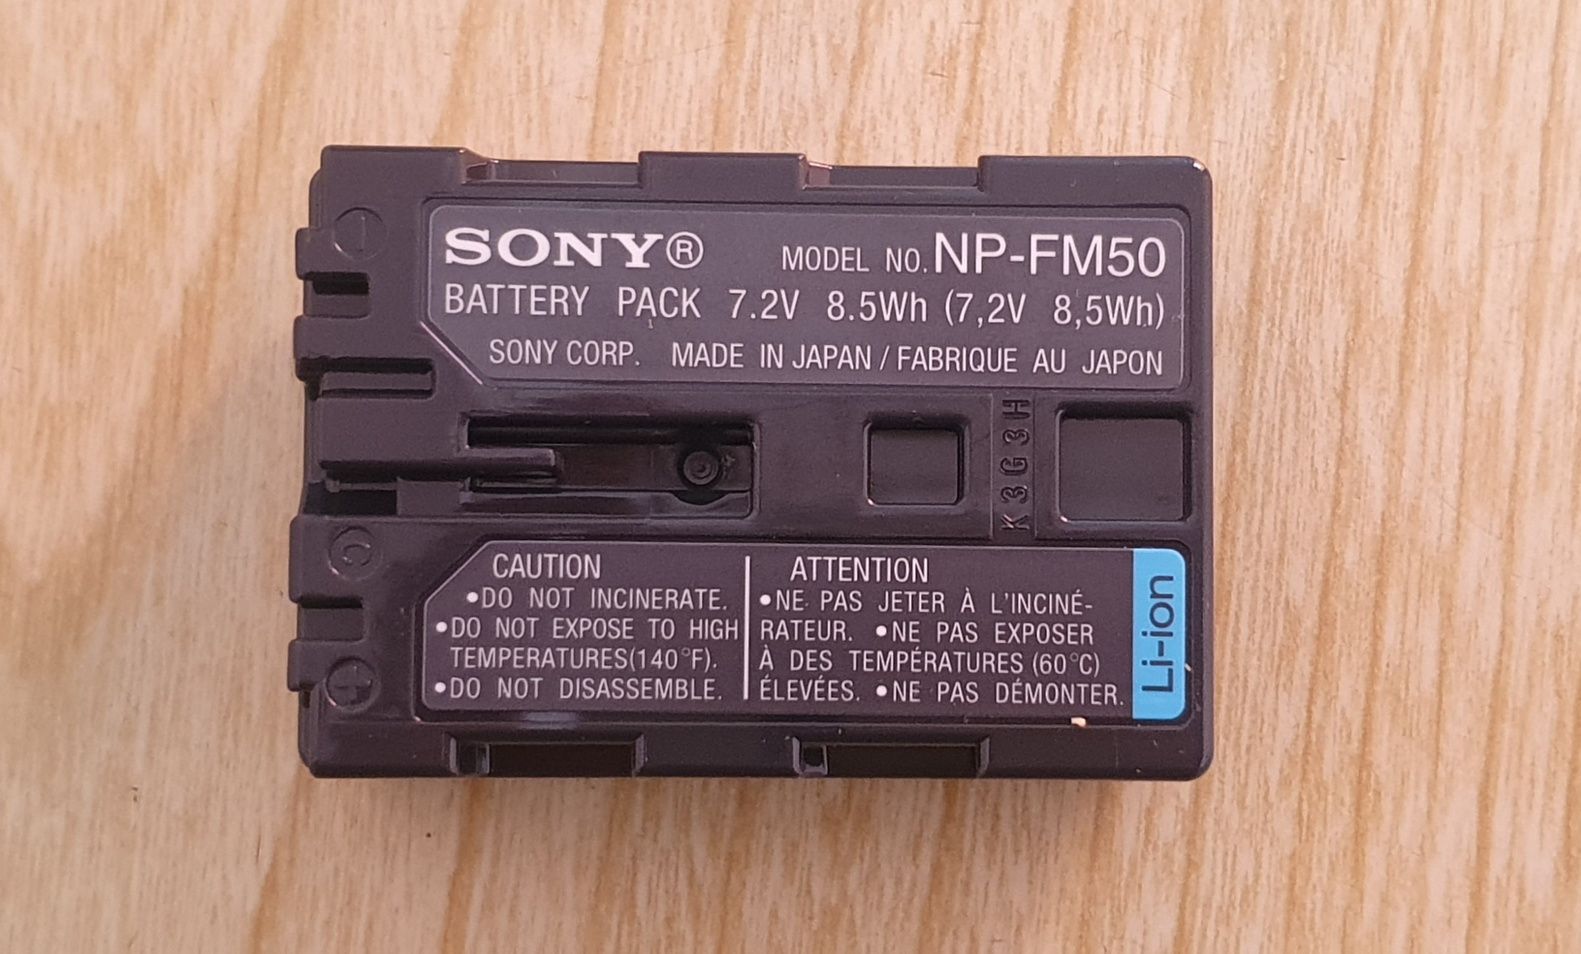 SONY® MODEL NO. NP-FM50
BATTERY PACK 7.2V 8.5Wh (7,2V 8,5Wh)
SONY CORP. MADE IN JAPAN / FABRIQUE AU JAPON
K3G3H
C
CAUTION
•DO NOT INCINERATE.
•DO NOT EXPOSE TO HIGH
TEMPERATURES(140°F).
•DO NOT DISASSEMBLE.
ATTENTION
•NE PAS JETER À L'INCINÉ-
RATEUR. •NE PAS EXPOSER
À DES TEMPÉRATURES (60°C)
ÉLEVÉES. •NE PAS DÉMONTER.
Li-ion